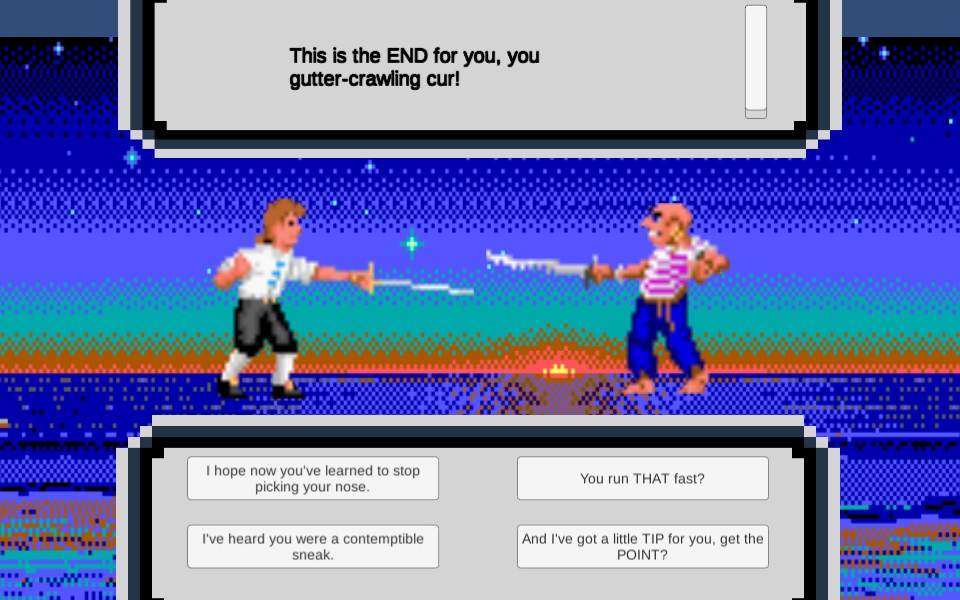 This is the END for you, you
gutter-crawling cur!
I hope now you've learned to stop
picking your nose.
You run THAT fast?
I've heard you were a contemptible
sneak.
And I've got a little TIP for you, get the
POINT?